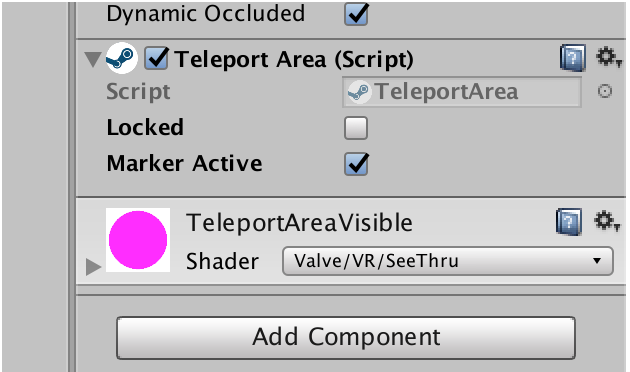 Dynamic Occluded
Teleport Area (Script)
Script TeleportArea
Locked
Marker Active
TeleportAreaVisible
Shader Valve/VR/SeeThru
Add Component